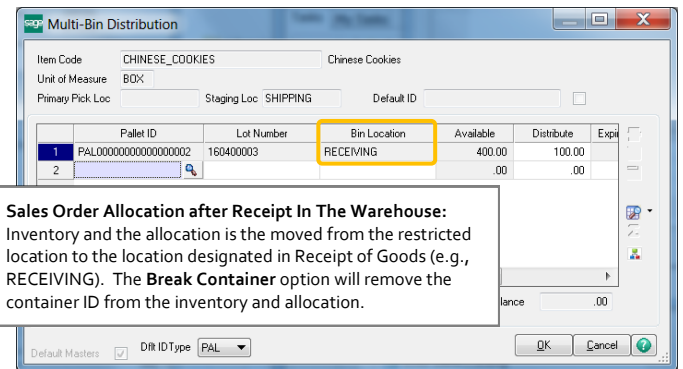 sage Multi-Bin Distribution
Item Code CHINESE_COOKIES Chinese Cookies
Unit of Measure BOX
Primary Pick Loc Staging Loc SHIPPING Default ID
Pallet ID Lot Number Bin Location Available Distribute Expi
1 PAL00000000000000002 160400003 RECEIVING 400.00 100.00
2 .00 .00
Sales Order Allocation after Receipt In The Warehouse:
Inventory and the allocation is the moved from the restricted
location to the location designated in Receipt of Goods (e.g.,
RECEIVING). The Break Container option will remove the
container ID from the inventory and allocation.
lance .00
Default Masters Dflt ID Type PAL OK Cancel